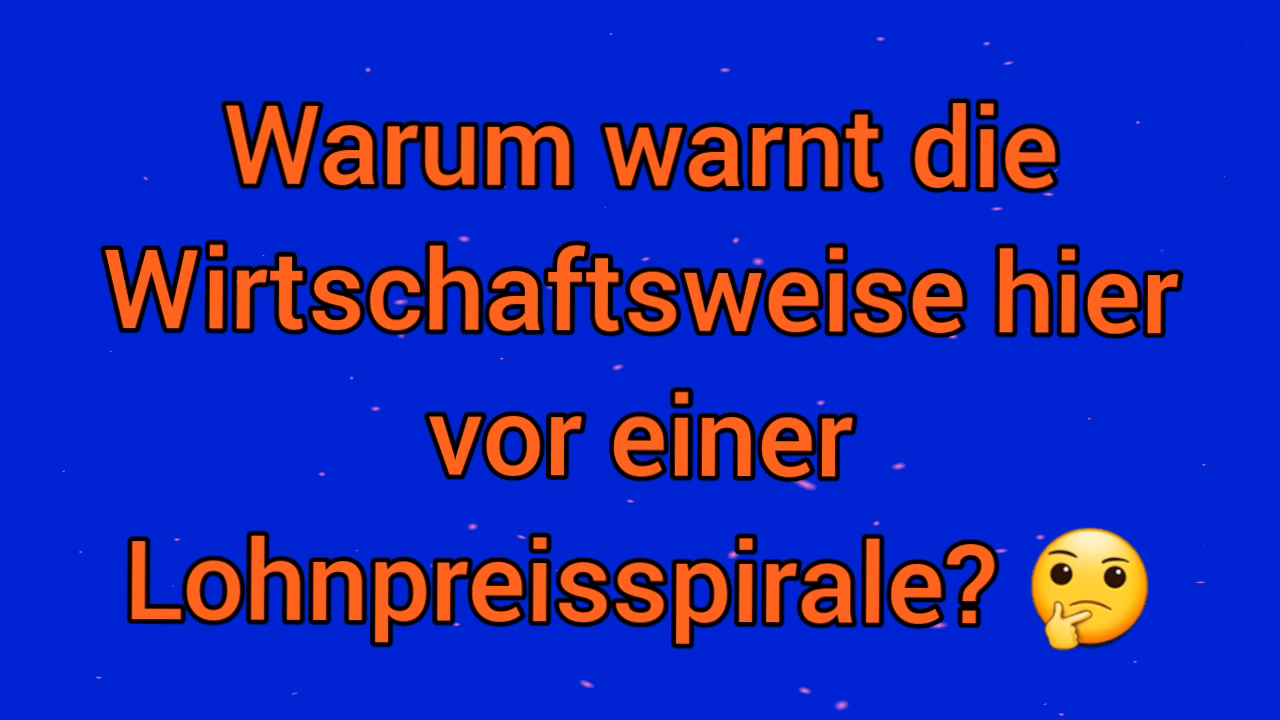 Warum warnt die
Wirtschaftsweise hier
vor einer
Lohnpreisspirale? 🤔